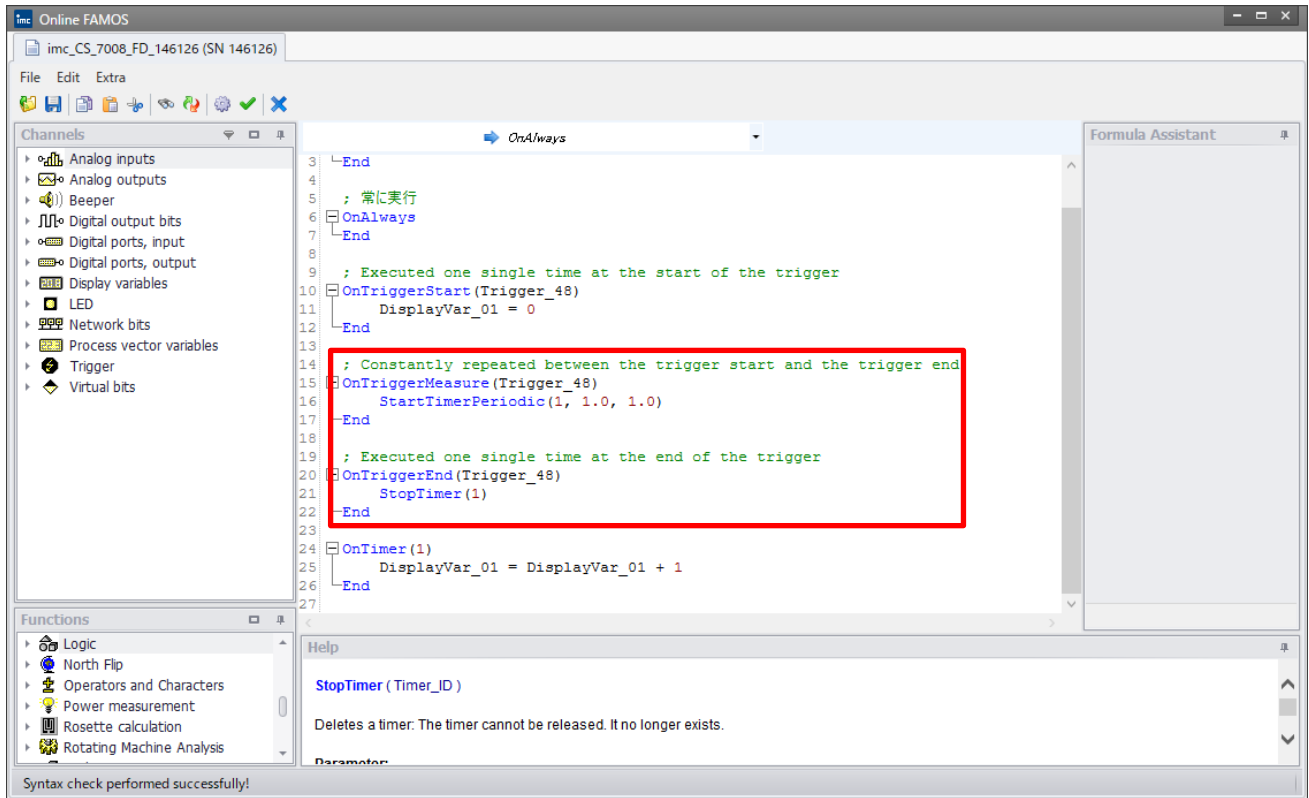 imc Online FAMOS
imc_CS_7008_FD_146126 (SN 146126)
File Edit Extra
Channels
Analog inputs
Analog outputs
Beeper
Digital output bits
Digital ports, input
Digital ports, output
Display variables
LED
Network bits
Process vector variables
Trigger
Virtual bits
Functions
Logic
North Flip
Operators and Characters
Power measurement
Rosette calculation
Rotating Machine Analysis
OnAlways
3 End
4
5 ; 常に実行
6 OnAlways
7 End
8
9 ; Executed one single time at the start of the trigger
10 OnTriggerStart(Trigger_48)
11 DisplayVar_01 = 0
12 End
13
14 ; Constantly repeated between the trigger start and the trigger end
15 OnTriggerMeasure(Trigger_48)
16 StartTimerPeriodic(1, 1.0, 1.0)
17 End
18
19 ; Executed one single time at the end of the trigger
20 OnTriggerEnd(Trigger_48)
21 StopTimer(1)
22 End
23
24 OnTimer(1)
25 DisplayVar_01 = DisplayVar_01 + 1
26 End
27
Formula Assistant
Help
StopTimer ( Timer_ID )
Deletes a timer: The timer cannot be released. It no longer exists.
Parameter:
Syntax check performed successfully!